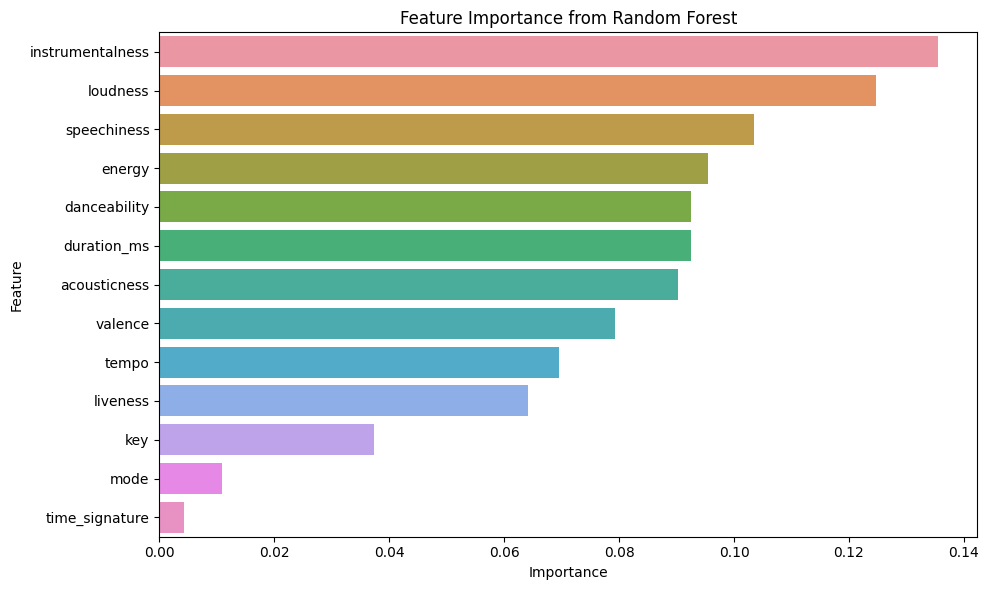 Feature Importance from Random Forest
Feature
instrumentalness
loudness
speechiness
energy
danceability
duration_ms
acousticness
valence
tempo
liveness
key
mode
time_signature
0.00 0.02 0.04 0.06 0.08 0.10 0.12 0.14
Importance